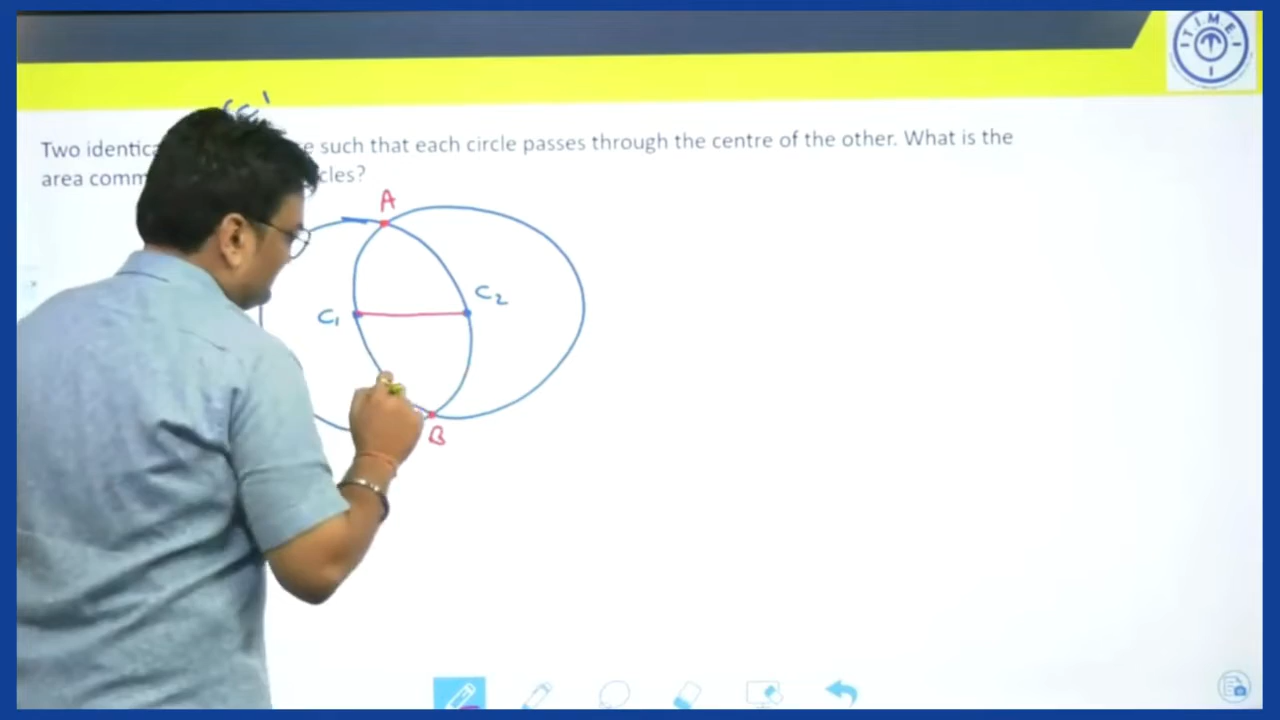 T.I.M.E.
Two identica e such that each circle passes through the centre of the other. What is the
area comm cles?
A
C2
C1
B